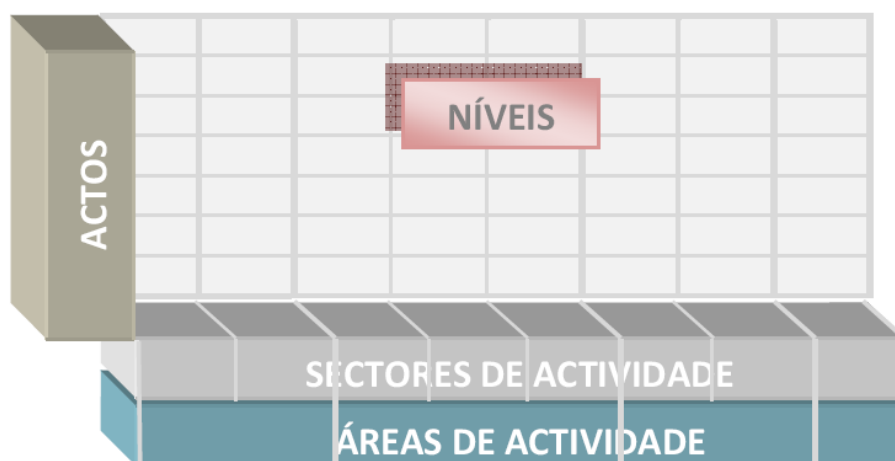 NÍVEIS
ACTOS
SECTORES DE ACTIVIDADE
ÁREAS DE ACTIVIDADE